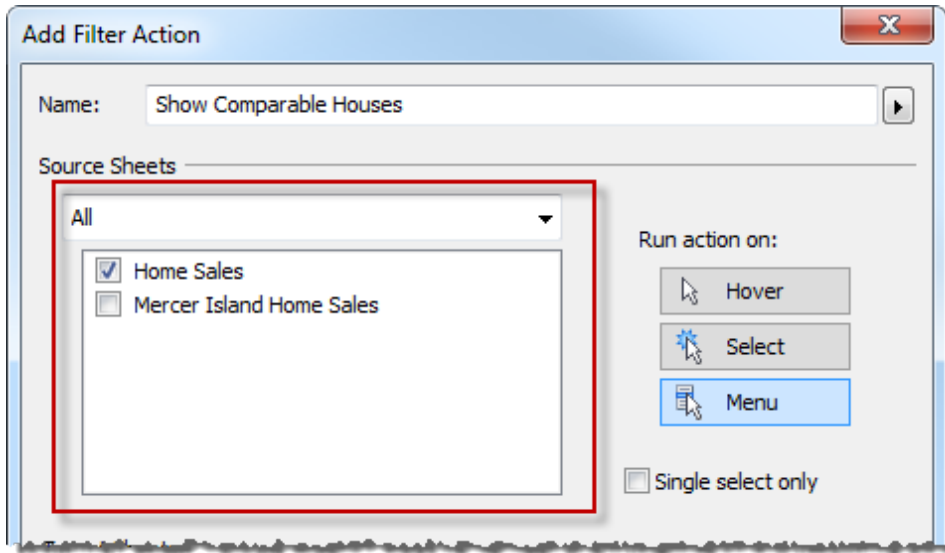 Add Filter Action
Name: Show Comparable Houses
Source Sheets
All
Home Sales
Mercer Island Home Sales
Run action on:
Hover
Select
Menu
Single select only